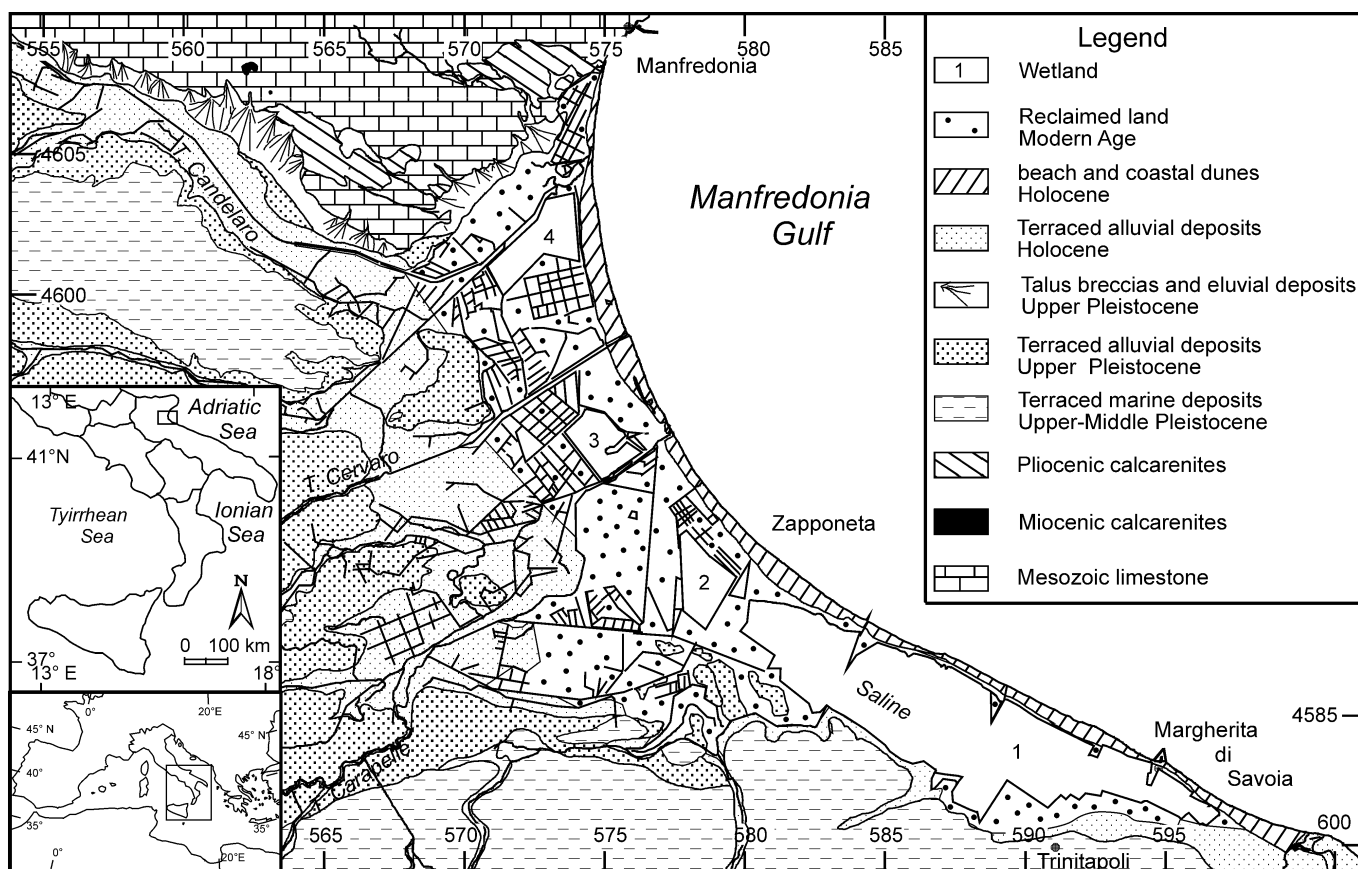 555
560
565
570
575
580
585
Manfredonia
4605
T. Candelaro
Manfredonia
Gulf
4
4600
3
T. Cervaro
Zapponeta
2
Saline
4585
1
Margherita
di
Savoia
T. Carapelle
565
570
575
580
585
590
595
600
Trinitapoli
Legend
1 Wetland
Reclaimed land
Modern Age
beach and coastal dunes
Holocene
Terraced alluvial deposits
Holocene
Talus breccias and eluvial deposits
Upper Pleistocene
Terraced alluvial deposits
Upper Pleistocene
Terraced marine deposits
Upper-Middle Pleistocene
Pliocenic calcarenites
Miocenic calcarenites
Mesozoic limestone
13° E
Adriatic
Sea
41°N
Tyirrhean
Sea
Ionian
Sea
N
0 100 km
37°
13° E
18°
0°
20°E
45° N
45° N
40°
40°
35°
35°
0°
20°E